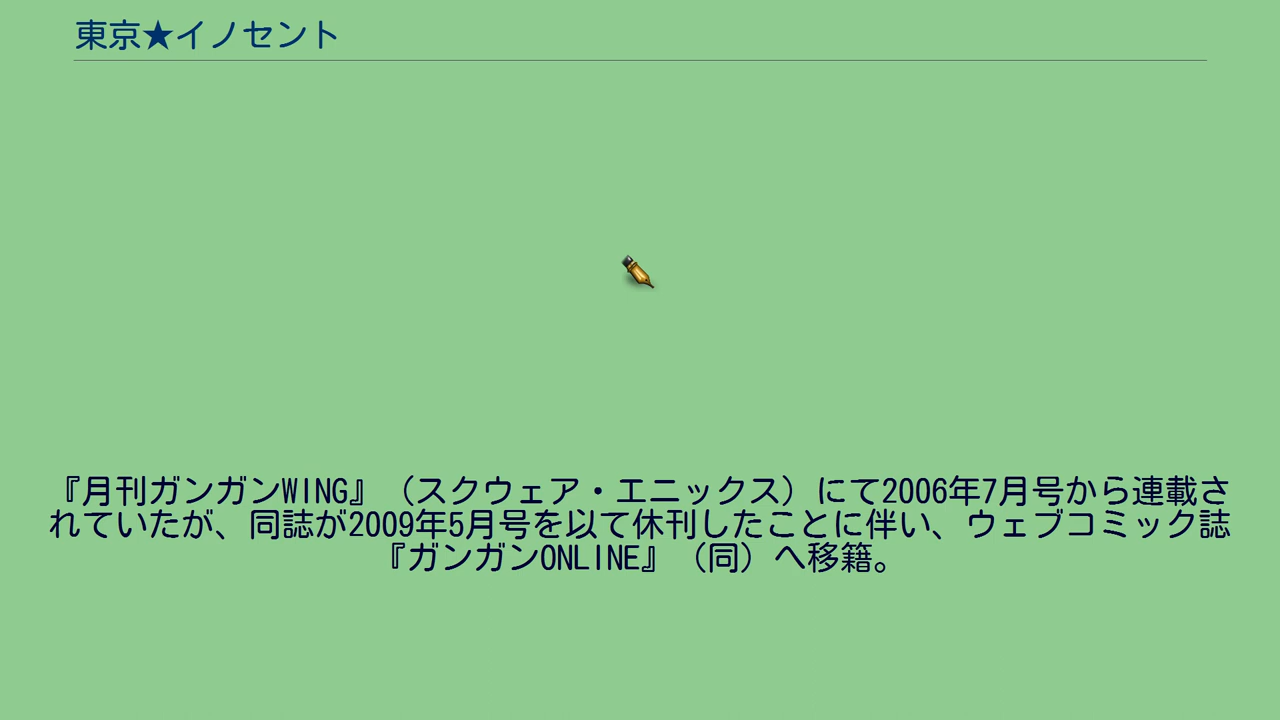 東京★イノセント
『月刊ガンガンWING』（スクウェア・エニックス）にて2006年7月号から連載さ
れていたが、同誌が2009年5月号を以て休刊したことに伴い、ウェブコミック誌
『ガンガンONLINE』（同）へ移籍。